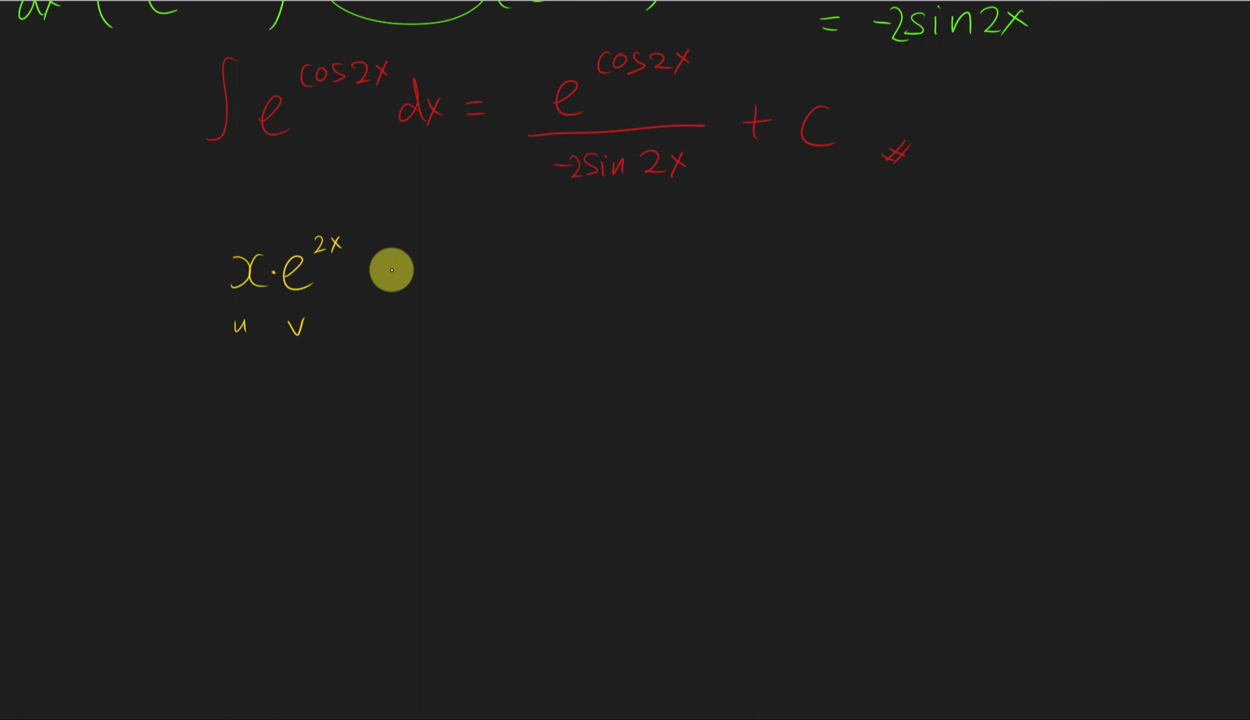 = -2sin2x
∫ e^cos2x dx = e^cos2x / -2sin 2x + C
x·e^2x
u v